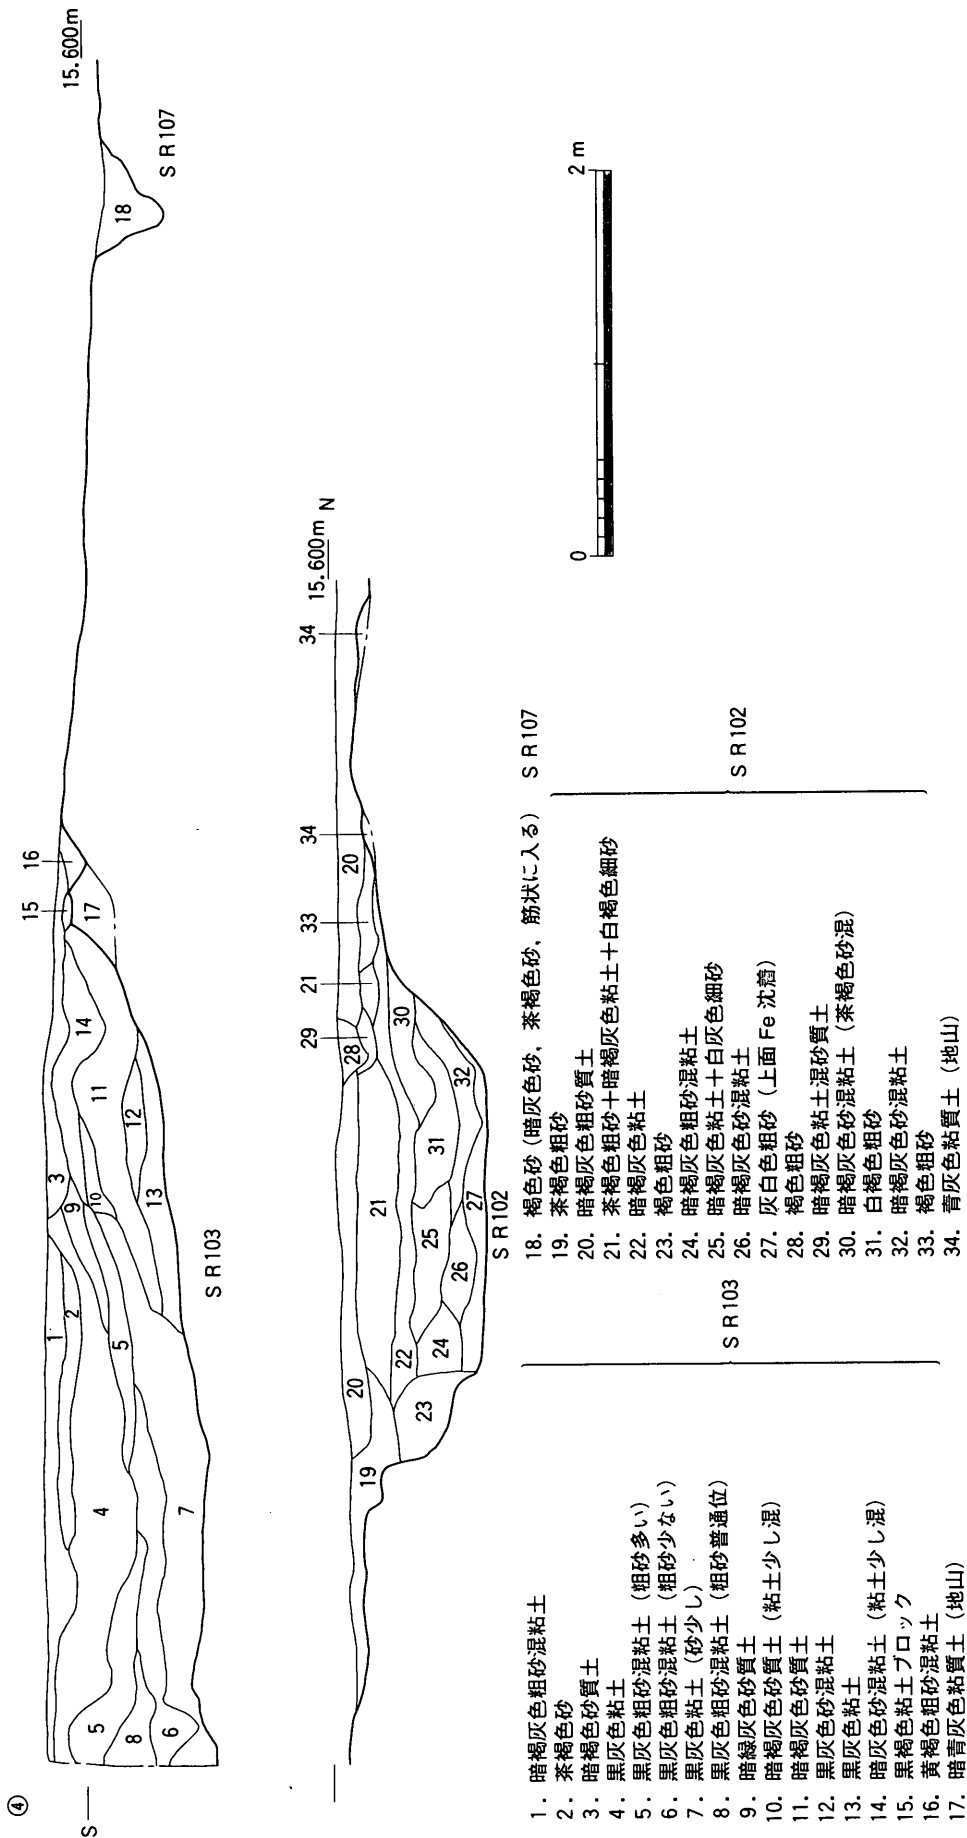 ④
S
15.600m
15
16
1
2
3
4
5
5
6
7
8
9
10
11
12
13
14
17
18
SR103
SR107
15.600m N
19
20
20
21
21
22
23
24
25
26
27
28
29
30
31
32
33
34
34
SR102
0
2m
1. 暗褐灰色粗砂混粘土
2. 茶褐色砂
3. 暗褐色砂質土
4. 黒灰色粘土
5. 黒灰色粗砂混粘土(粗砂多い)
6. 黒灰色粗砂混粘土(粗砂少ない)
7. 黒灰色粘土(砂少し)
8. 黒灰色粗砂混粘土(粗砂普通位)
9. 暗緑灰色砂質土
10. 暗褐灰色砂質土(粘土少し混)
11. 暗褐灰色砂質土
12. 黒灰色砂混粘土
13. 黒灰色粘土
14. 暗灰色砂混粘土(粘土少し混)
15. 黒褐色粘土ブロック
16. 黄褐色粗砂混粘土
17. 暗青灰色粘質土(地山)
SR103
18. 褐色砂(暗灰色砂,茶褐色砂,筋状に入る) SR107
19. 茶褐色粗砂
20. 暗褐灰色粗砂質土
21. 茶褐色粗砂+暗褐灰色粘土+白褐色細砂
22. 暗褐灰色粘土
23. 褐色粗砂
24. 暗褐灰色粗砂混粘土
25. 暗褐灰色粘土+白灰色細砂
26. 暗褐灰色砂混粘土
27. 灰白色粗砂(上面Fe沈着)
28. 褐色粗砂
29. 暗褐灰色粘土混砂質土
30. 暗褐灰色砂混粘土(茶褐色砂混)
31. 白褐色粗砂
32. 暗褐灰色砂混粘土
33. 褐色粗砂
34. 青灰色粘質土(地山)
SR102